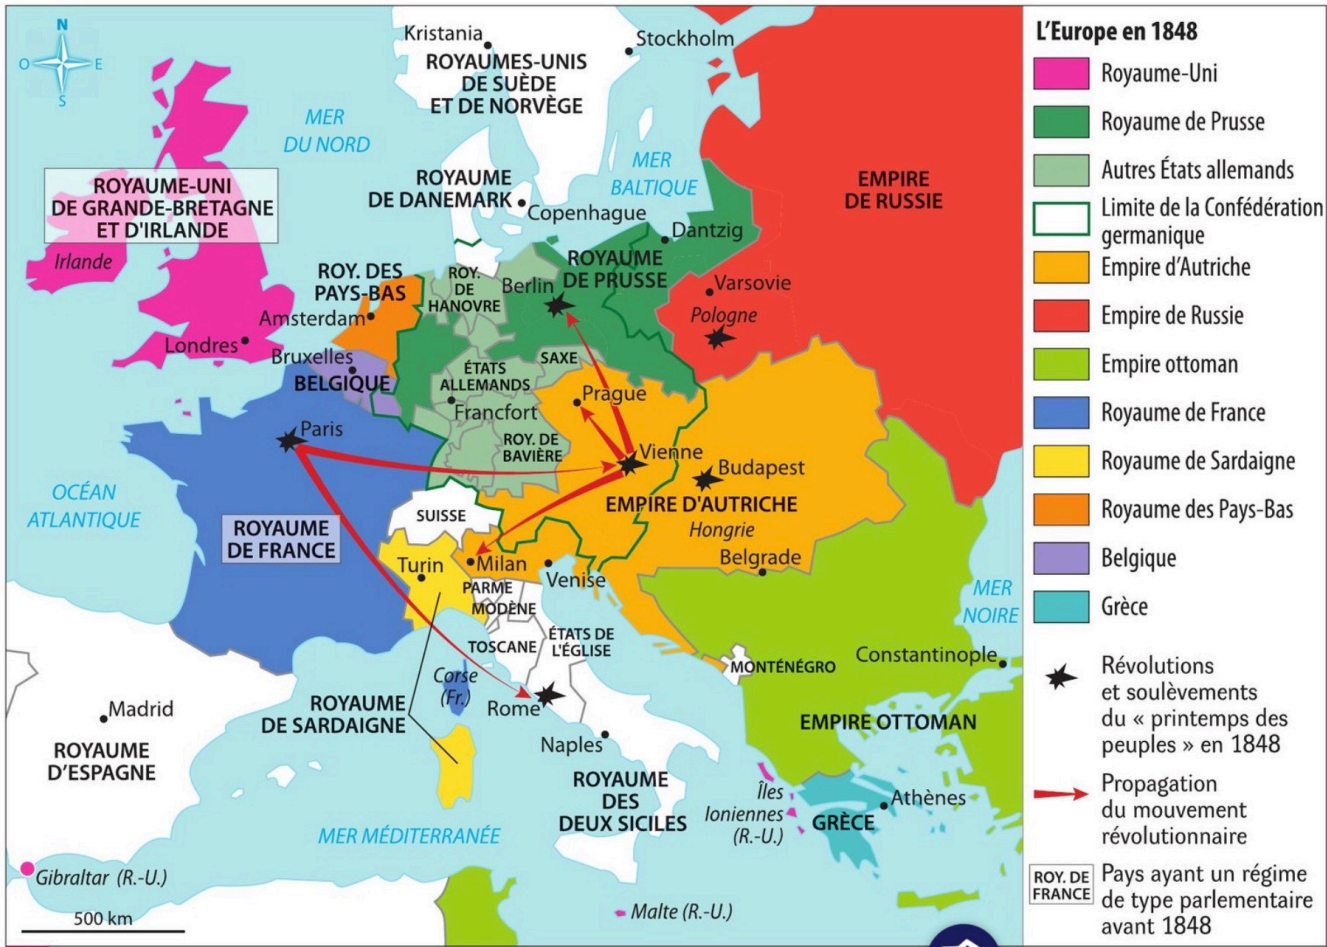 N
O
E
S
Kristania
Stockholm
ROYAUMES-UNIS
DE SUÈDE
ET DE NORVÈGE
MER
DU NORD
MER
BALTIQUE
ROYAUME-UNI
DE GRANDE-BRETAGNE
ET D'IRLANDE
Irlande
Londres
ROYAUME
DE DANEMARK
Copenhague
EMPIRE
DE RUSSIE
Dantzig
ROY. DES
PAYS-BAS
Amsterdam
ROY.
DE
HANOVRE
Berlin
ROYAUME
DE PRUSSE
Varsovie
Pologne
Bruxelles
BELGIQUE
ÉTATS
ALLEMANDS
SAXE
Francfort
Prague
Paris
ROY. DE
BAVIÈRE
Vienne
Budapest
OCÉAN
ATLANTIQUE
ROYAUME
DE FRANCE
SUISSE
EMPIRE D'AUTRICHE
Hongrie
Turin
Milan
Venise
Belgrade
PARME
MODÈNE
TOSCANE
ÉTATS DE
L'ÉGLISE
MER
NOIRE
MONTÉNÉGRO
Constantinople
Corse
(Fr.)
Rome
Madrid
ROYAUME
DE SARDAIGNE
EMPIRE OTTOMAN
ROYAUME
D'ESPAGNE
Naples
ROYAUME
DES
DEUX SICILES
Îles
Ioniennes
(R.-U.)
Athènes
GRÈCE
MER MÉDITERRANÉE
Gibraltar (R.-U.)
Malte (R.-U.)
500 km
L'Europe en 1848
Royaume-Uni
Royaume de Prusse
Autres États allemands
Limite de la Confédération
germanique
Empire d'Autriche
Empire de Russie
Empire ottoman
Royaume de France
Royaume de Sardaigne
Royaume des Pays-Bas
Belgique
Grèce
Révolutions
et soulèvements
du « printemps des
peuples » en 1848
Propagation
du mouvement
révolutionnaire
ROY. DE
FRANCE
Pays ayant un régime
de type parlementaire
avant 1848